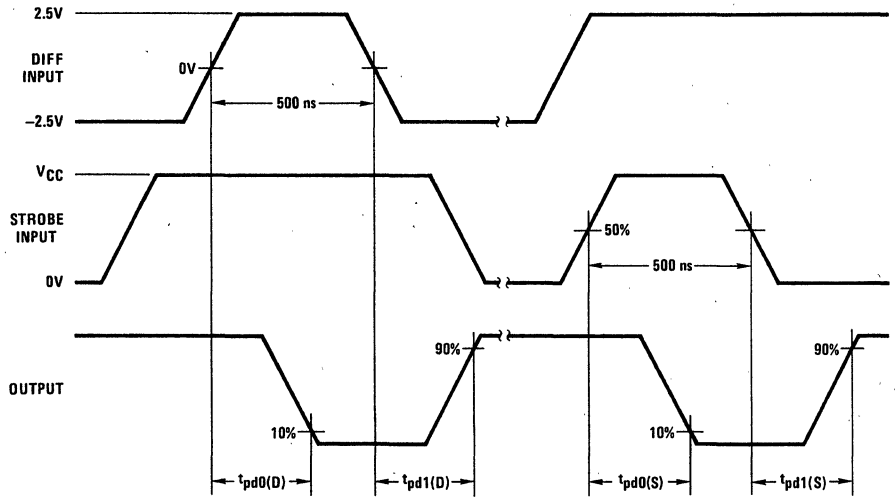 2.5V
DIFF
INPUT
0V
500 ns
−2.5V
VCC
STROBE
INPUT
50%
500 ns
0V
OUTPUT
90%
90%
10%
10%
tpd0(D)
tpd1(D)
tpd0(S)
tpd1(S)